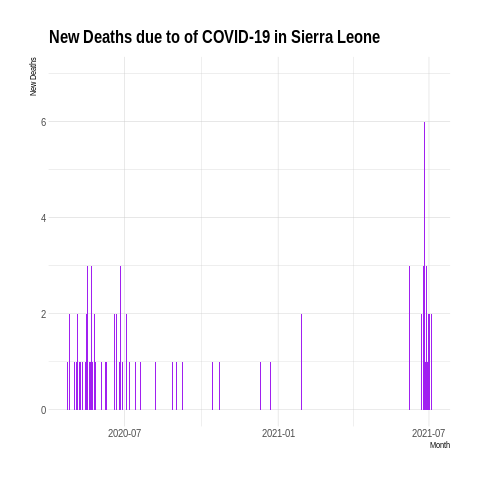 New Deaths due to of COVID-19 in Sierra Leone
New Deaths
6
4
2
0
2020-07
2021-01
2021-07
Month